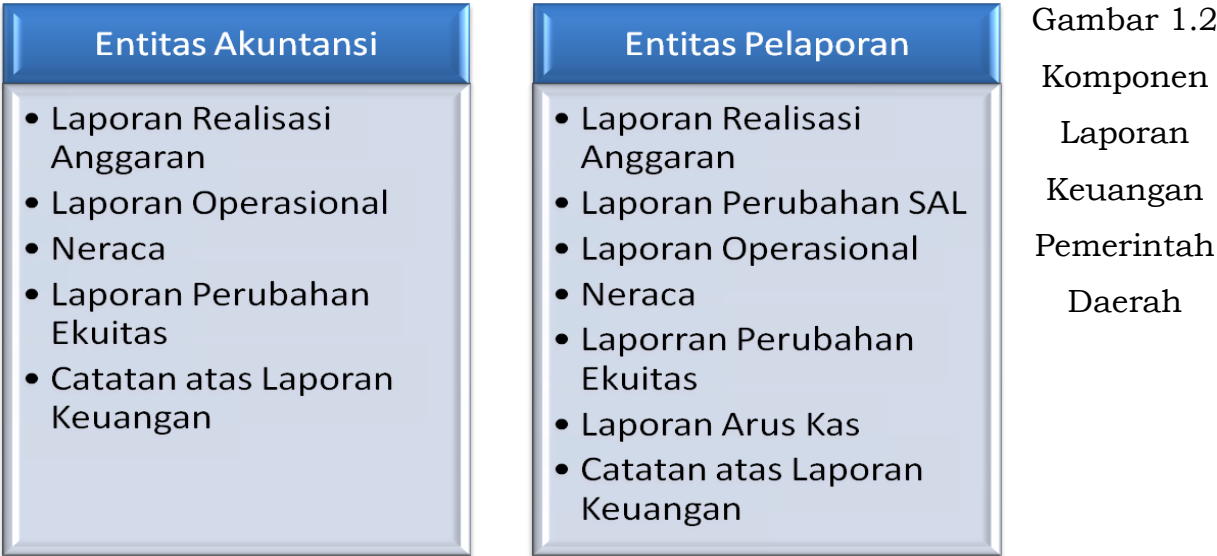 Entitas Akuntansi
• Laporan Realisasi
Anggaran
• Laporan Operasional
• Neraca
• Laporan Perubahan
Ekuitas
• Catatan atas Laporan
Keuangan
Entitas Pelaporan
• Laporan Realisasi
Anggaran
• Laporan Perubahan SAL
• Laporan Operasional
• Neraca
• Laporran Perubahan
Ekuitas
• Laporan Arus Kas
• Catatan atas Laporan
Keuangan
Gambar 1.2
Komponen
Laporan
Keuangan
Pemerintah
Daerah